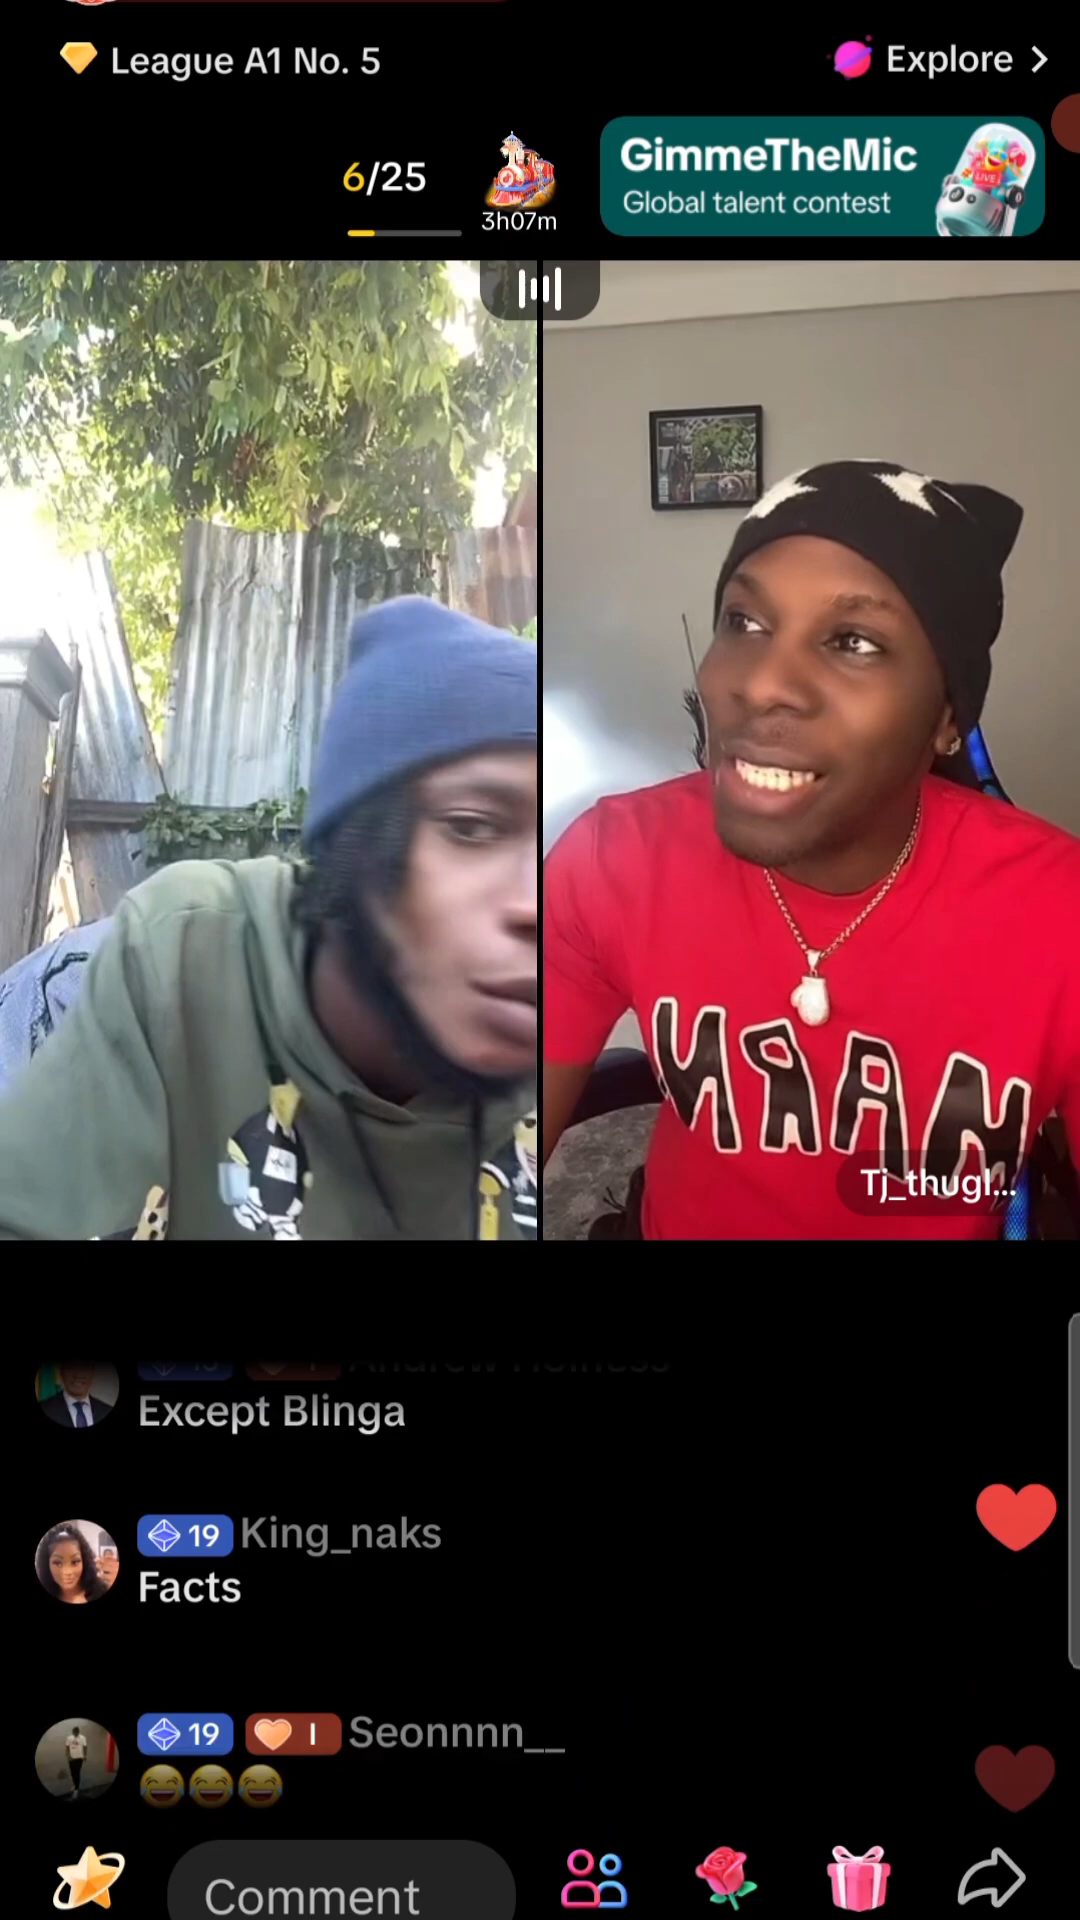 League A1 No. 5
Explore
6/25
3h07m
GimmeTheMic
Global talent contest
LIVE
Tj_thugl...
Except Blinga
19 King_naks
Facts
19 I Seonnnn__
😂😂😂
Comment